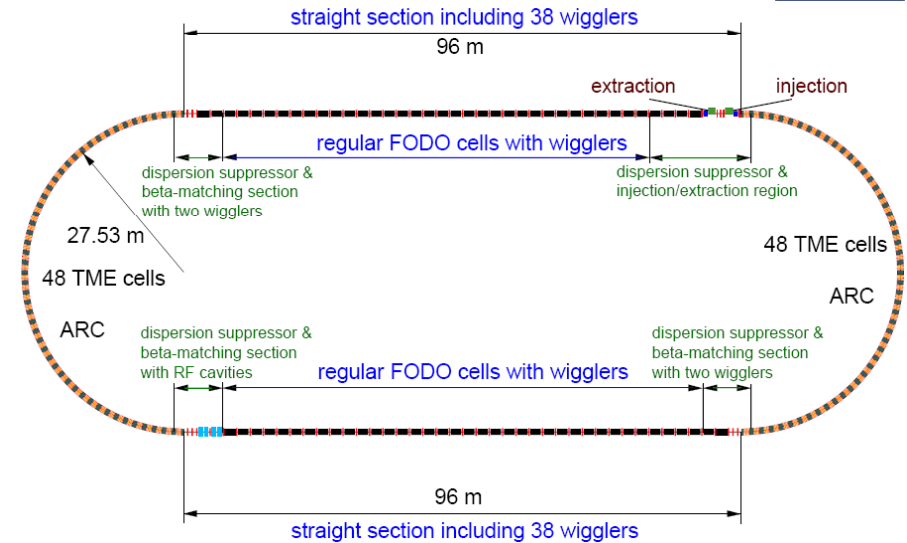 straight section including 38 wigglers
96 m
extraction
injection
regular FODO cells with wigglers
dispersion suppressor &
beta-matching section
with two wigglers
dispersion suppressor &
injection/extraction region
27.53 m
48 TME cells
ARC
48 TME cells
ARC
dispersion suppressor &
beta-matching section
with RF cavities
regular FODO cells with wigglers
dispersion suppressor &
beta-matching section
with two wigglers
96 m
straight section including 38 wigglers